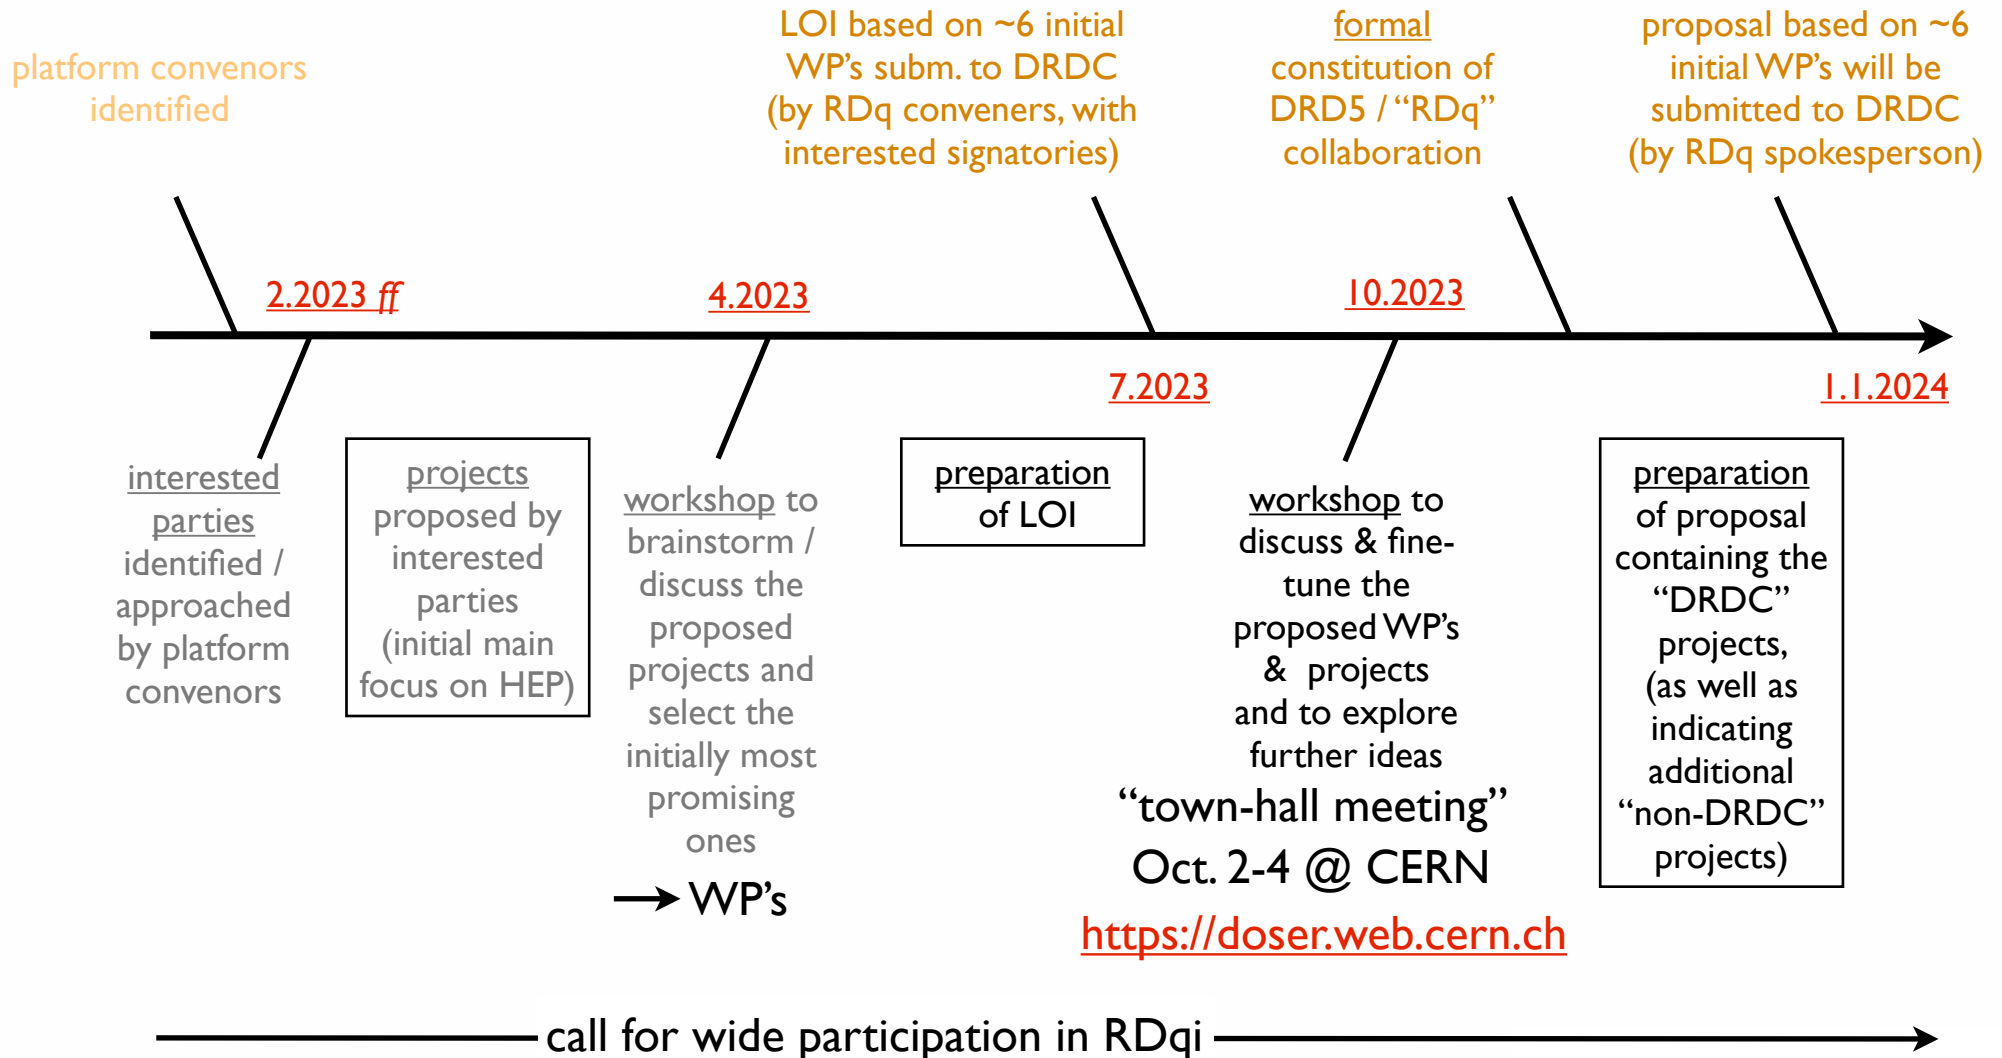 platform convenors
identified
LOI based on ~6 initial
WP's subm. to DRDC
(by RDq conveners, with
interested signatories)
formal
constitution of
DRD5 / “RDq”
collaboration
proposal based on ~6
initial WP's will be
submitted to DRDC
(by RDq spokesperson)
2.2023 ff
4.2023
10.2023
7.2023
1.1.2024
interested
parties
identified /
approached
by platform
convenors
projects
proposed by
interested
parties
(initial main
focus on HEP)
workshop to
brainstorm /
discuss the
proposed
projects and
select the
initially most
promising
ones
WP's
preparation
of LOI
workshop to
discuss & fine-
tune the
proposed WP's
& projects
and to explore
further ideas
“town-hall meeting”
Oct. 2-4 @ CERN
https://doser.web.cern.ch
preparation
of proposal
containing the
“DRDC”
projects,
(as well as
indicating
additional
“non-DRDC”
projects)
call for wide participation in RDqi